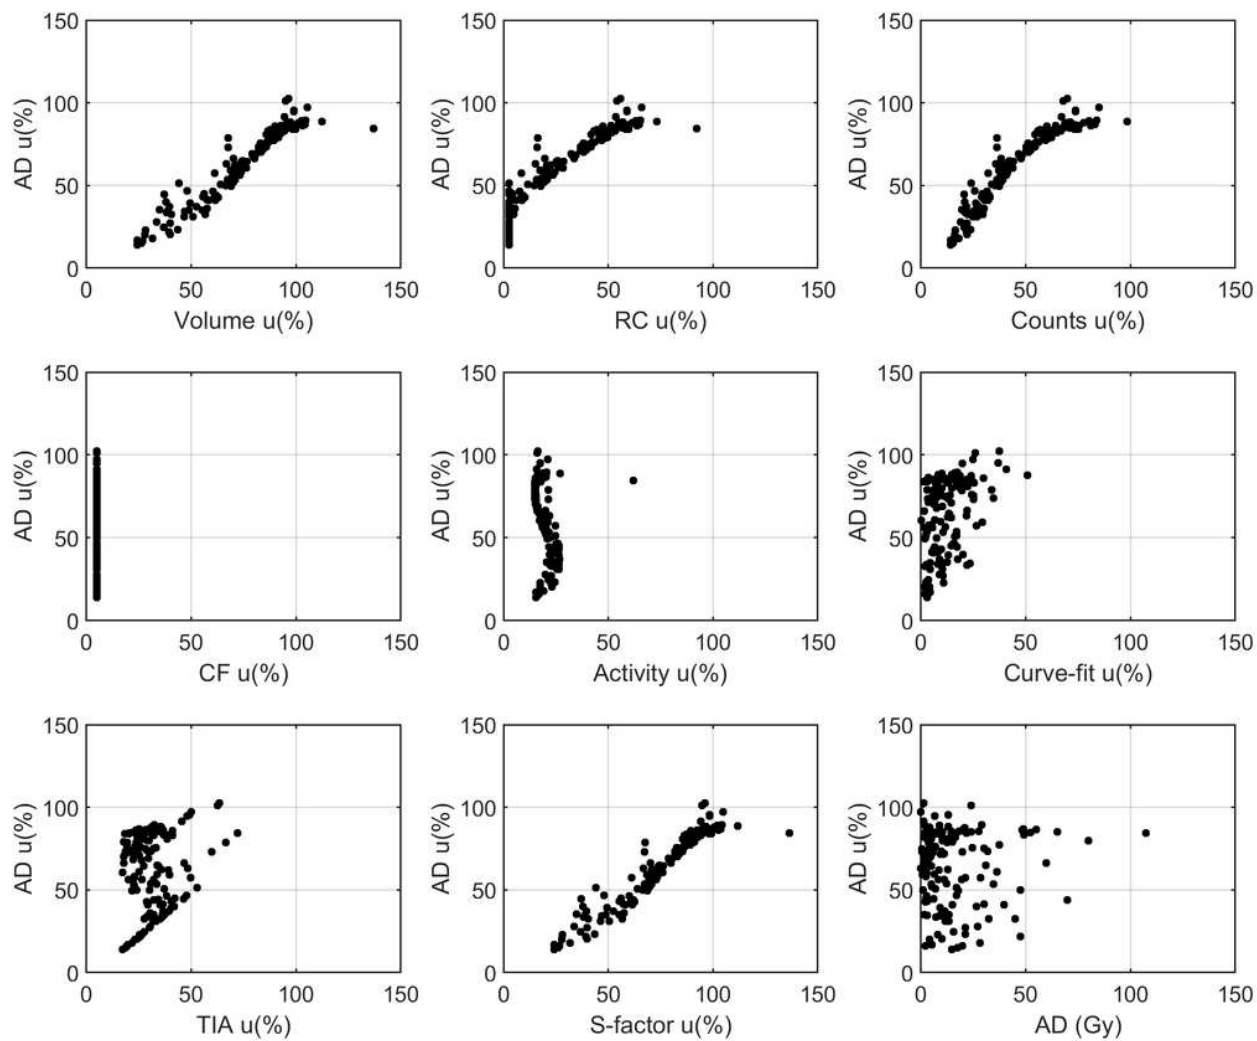 150 150 150
100 100 100
AD u(%) AD u(%) AD u(%)
50 50 50
0 0 0
0 50 100 150 0 50 100 150 0 50 100 150
Volume u(%) RC u(%) Counts u(%)
150 150 150
100 100 100
AD u(%) AD u(%) AD u(%)
50 50 50
0 0 0
0 50 100 150 0 50 100 150 0 50 100 150
CF u(%) Activity u(%) Curve-fit u(%)
150 150 150
100 100 100
AD u(%) AD u(%) AD u(%)
50 50 50
0 0 0
0 50 100 150 0 50 100 150 0 50 100 150
TIA u(%) S-factor u(%) AD (Gy)